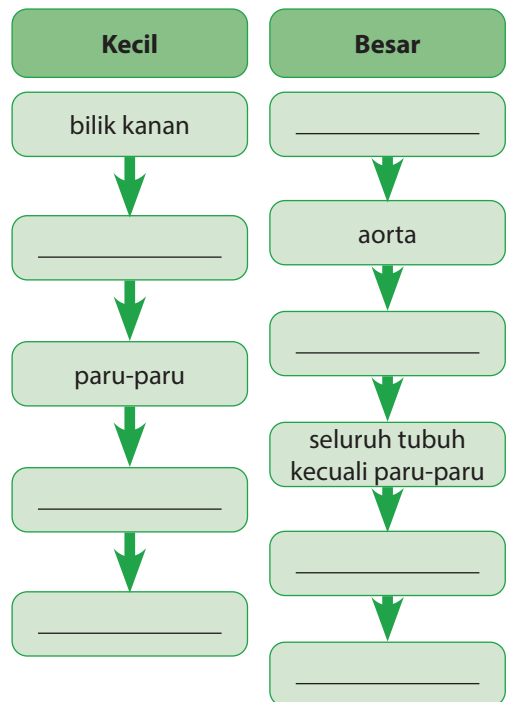 Kecil
bilik kanan
paru-paru
Besar
aorta
seluruh tubuh
kecuali paru-paru